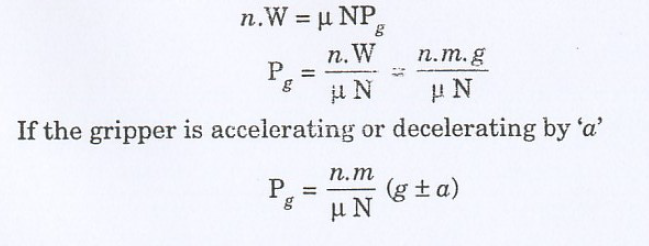 n.W = μ NP_g
P_g = n.W / μ N = n.m.g / μ N
If the gripper is accelerating or decelerating by ‘a’
P_g = n.m / μ N (g ± a)